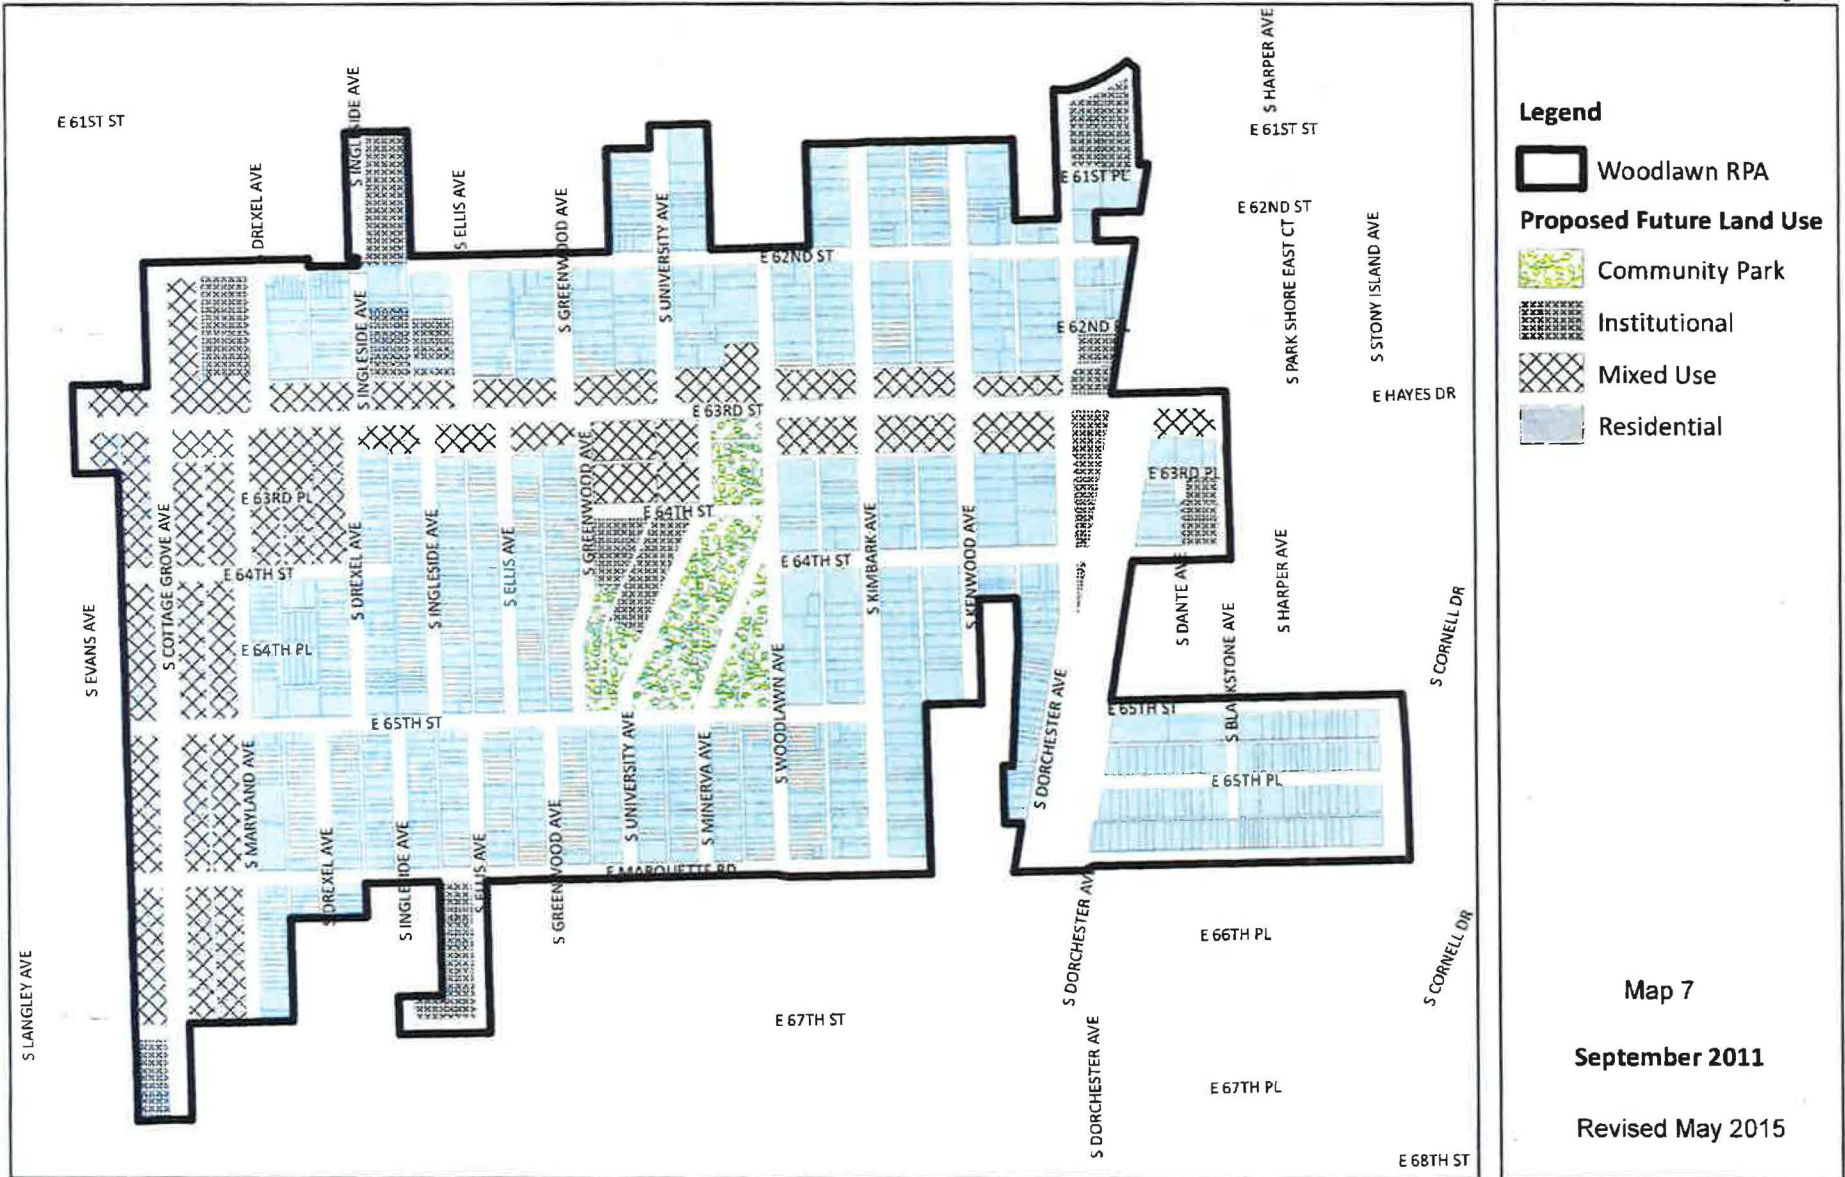 S HARPER AVE
E 61ST ST
S INGLESIDE AVE
E 61ST ST
DREXEL AVE
S ELLIS AVE
S GREENWOOD AVE
S UNIVERSITY AVE
E 61ST PL
E 62ND ST
S PARK SHORE EAST CT
S STONY ISLAND AVE
E 62ND ST
S INGLESIDE AVE
E 62ND PL
E HAYES DR
E 63RD ST
S GREENWOOD AVE
E 63RD PL
E 63RD PL
S COTTAGE GROVE AVE
S DREXEL AVE
S INGLESIDE AVE
S ELLIS AVE
E 64TH ST
E 64TH ST
S KIMBARK AVE
S KENWOOD AVE
E 64TH ST
S DANTE AVE
S HARPER AVE
S EVANS AVE
E 64TH PL
S WOODLAWN AVE
S DORCHESTER AVE
S BLACKSTONE AVE
S CORNELL DR
E 65TH ST
E 65TH ST
S MARYLAND AVE
S UNIVERSITY AVE
S MINERVA AVE
E 65TH PL
S DREXEL AVE
S INGLESIDE AVE
S ELLIS AVE
S GREENWOOD AVE
E MARQUETTE RD
S DORCHESTER AVE
E 66TH PL
S CORNELL DR
S LANGLEY AVE
E 67TH ST
S DORCHESTER AVE
E 67TH PL
E 68TH ST
Legend
Woodlawn RPA
Proposed Future Land Use
Community Park
Institutional
Mixed Use
Residential
Map 7
September 2011
Revised May 2015